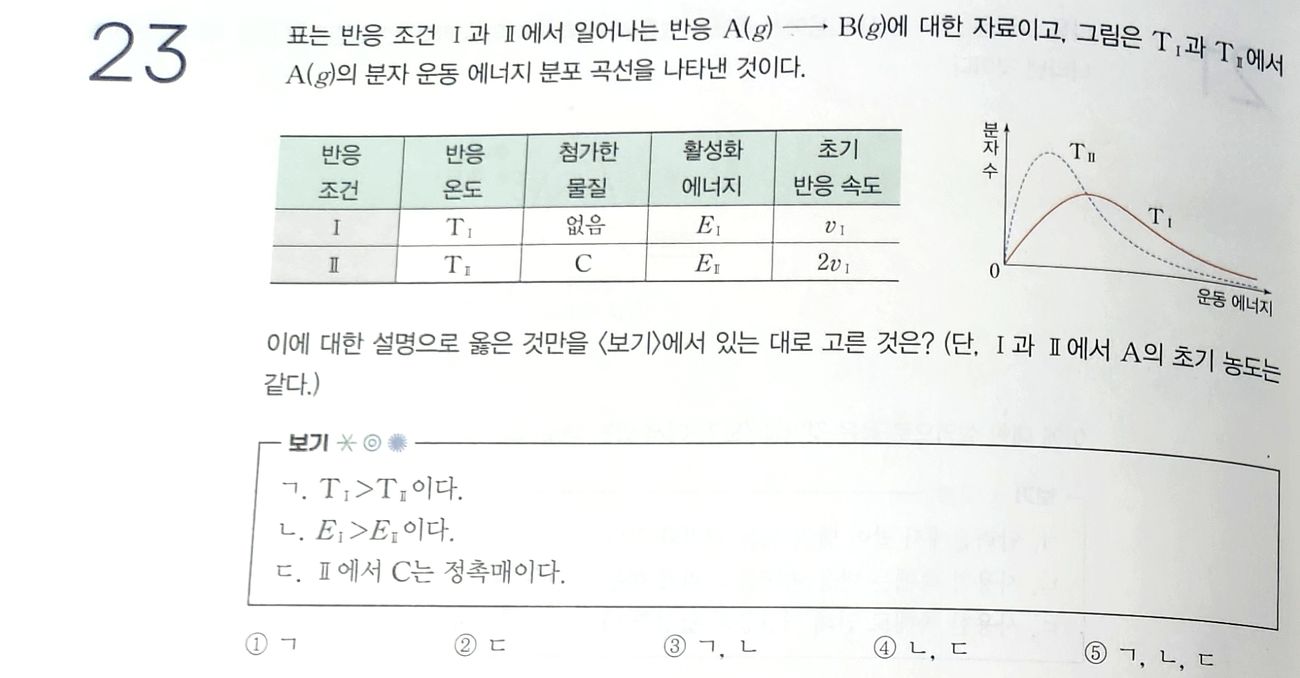 23
표는 반응 조건 Ⅰ과 Ⅱ에서 일어나는 반응 A(g) ⟶ B(g)에 대한 자료이고, 그림은 TⅠ과 TⅡ에서
A(g)의 분자 운동 에너지 분포 곡선을 나타낸 것이다.
반응 조건 반응 온도 첨가한 물질 활성화 에너지 초기 반응 속도
Ⅰ TⅠ 없음 EⅠ vⅠ
Ⅱ TⅡ C EⅡ 2vⅠ
분자수
TⅡ
TⅠ
0
운동 에너지
이에 대한 설명으로 옳은 것만을 〈보기〉에서 있는 대로 고른 것은? (단, Ⅰ과 Ⅱ에서 A의 초기 농도는
같다.)
보기
ㄱ. TⅠ>TⅡ이다.
ㄴ. EⅠ>EⅡ이다.
ㄷ. Ⅱ에서 C는 정촉매이다.
① ㄱ ② ㄷ ③ ㄱ, ㄴ ④ ㄴ, ㄷ ⑤ ㄱ, ㄴ, ㄷ